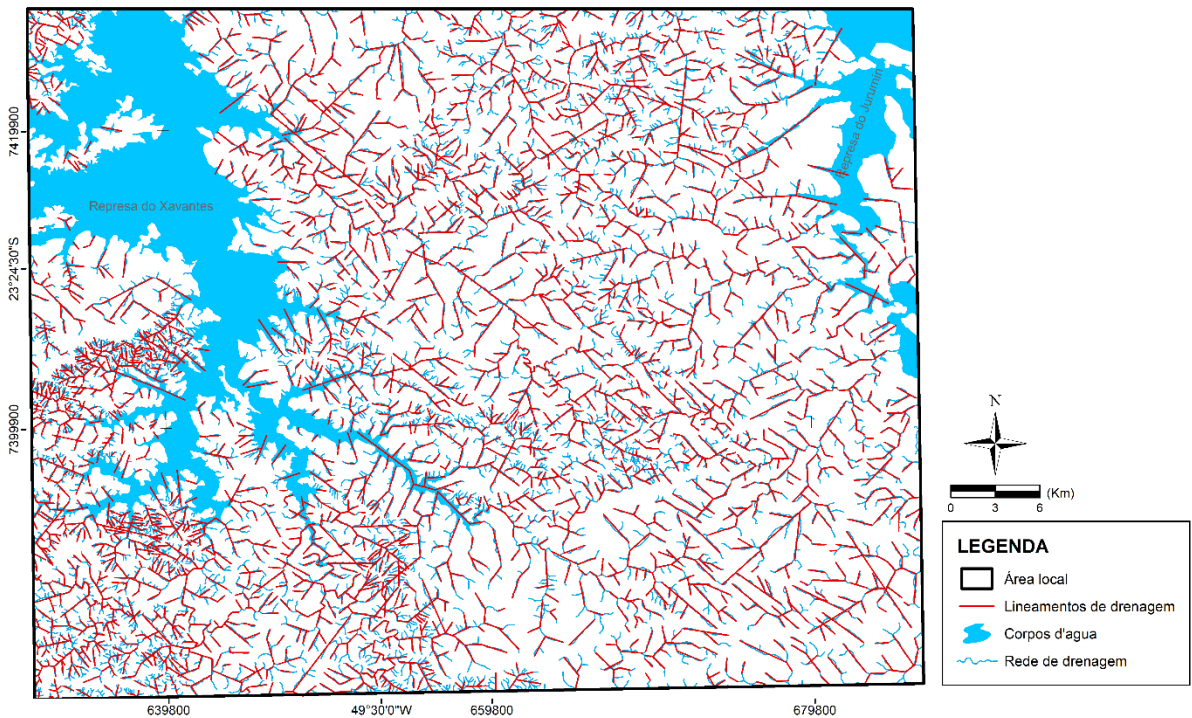 7419900
23°24'30"S
7399900
Represa do Xavantes
Represa do Jurumirim
639800
49°30'0"W
659800
679800
N
(Km)
0 3 6
LEGENDA
Área local
Lineamentos de drenagem
Corpos d'agua
Rede de drenagem